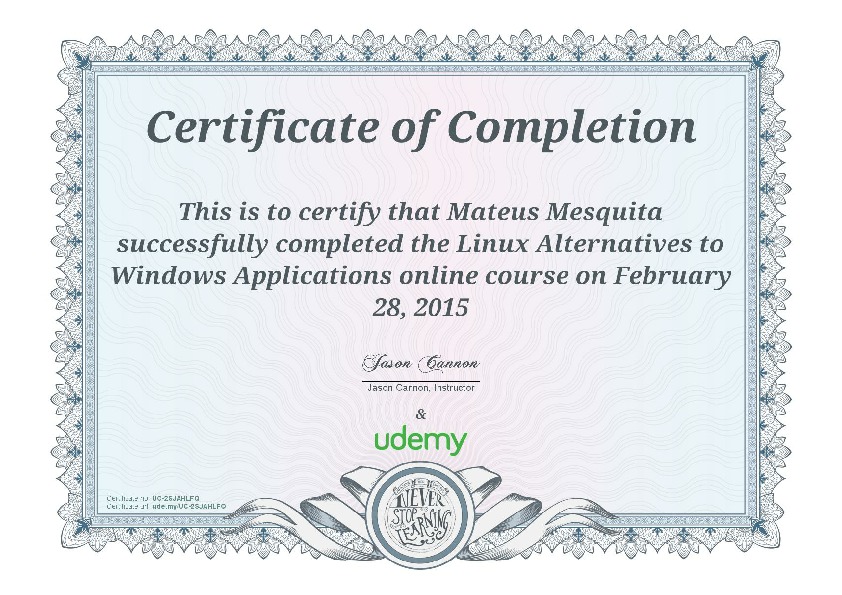 Certificate of Completion
This is to certify that Mateus Mesquita
successfully completed the Linux Alternatives to
Windows Applications online course on February
28, 2015
Jason Cannon
Jason Cannon, Instructor
&
udemy
NEVER
STOP
LEARNING
Certificate no: UC-2SJAHLFO
Certificate url: ude.my/UC-2SJAHLFO